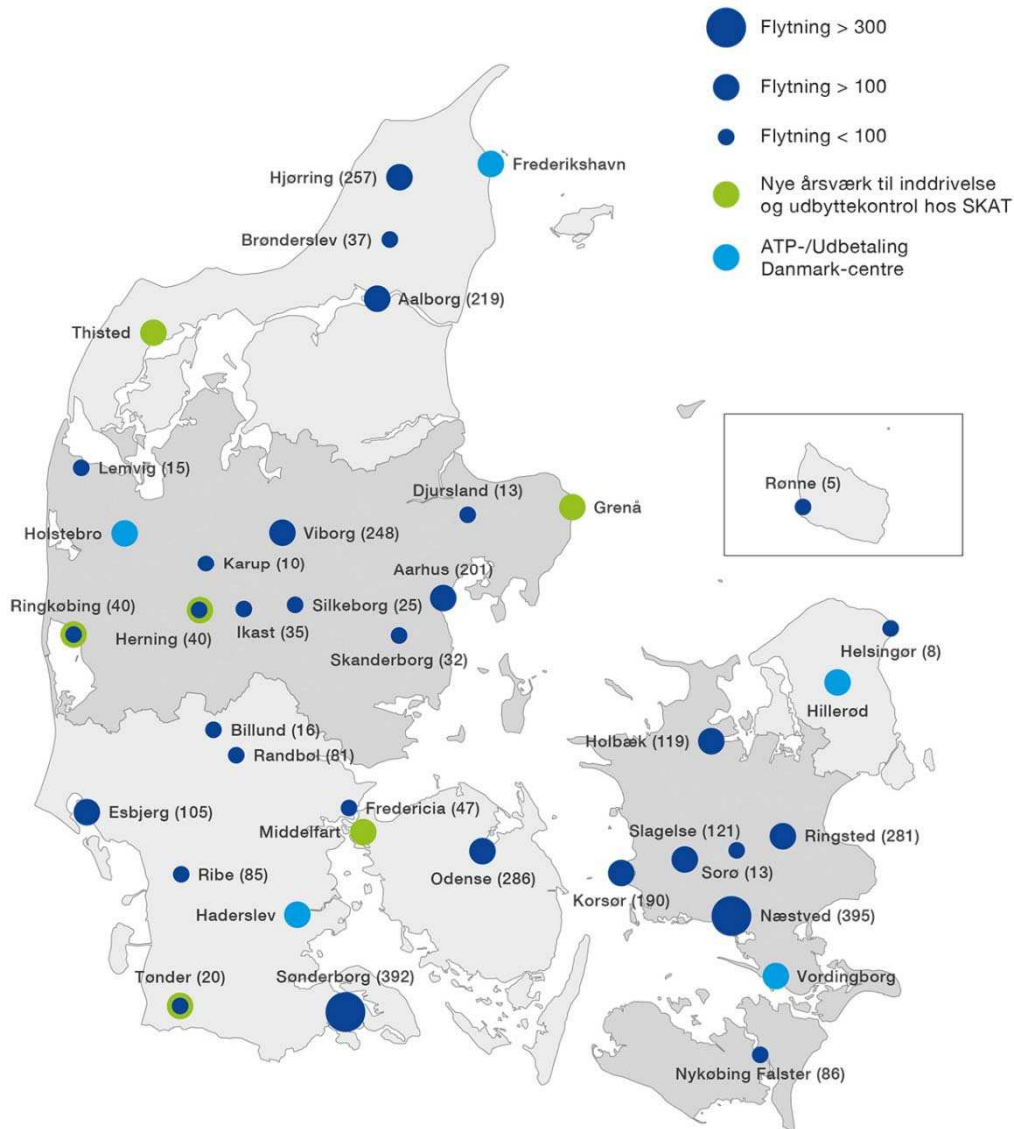 Flytning > 300
Flytning > 100
Flytning < 100
Nye årsværk til inddrivelse
og udbyttekontrol hos SKAT
ATP-/Udbetaling
Danmark-centre
Frederikshavn
Hjørring (257)
Brønderslev (37)
Aalborg (219)
Thisted
Lemvig (15)
Djursland (13)
Grenå
Rønne (5)
Holstebro
Viborg (248)
Karup (10)
Aarhus (201)
Ringkøbing (40)
Herning (40)
Ikast (35)
Silkeborg (25)
Skanderborg (32)
Helsingør (8)
Hillerød
Billund (16)
Randbøl (81)
Holbæk (119)
Esbjerg (105)
Fredericia (47)
Middelfart
Slagelse (121)
Ringsted (281)
Ribe (85)
Odense (286)
Sorø (13)
Korsør (190)
Haderslev
Næstved (395)
Tønder (20)
Sønderborg (392)
Vordingborg
Nykøbing Falster (86)